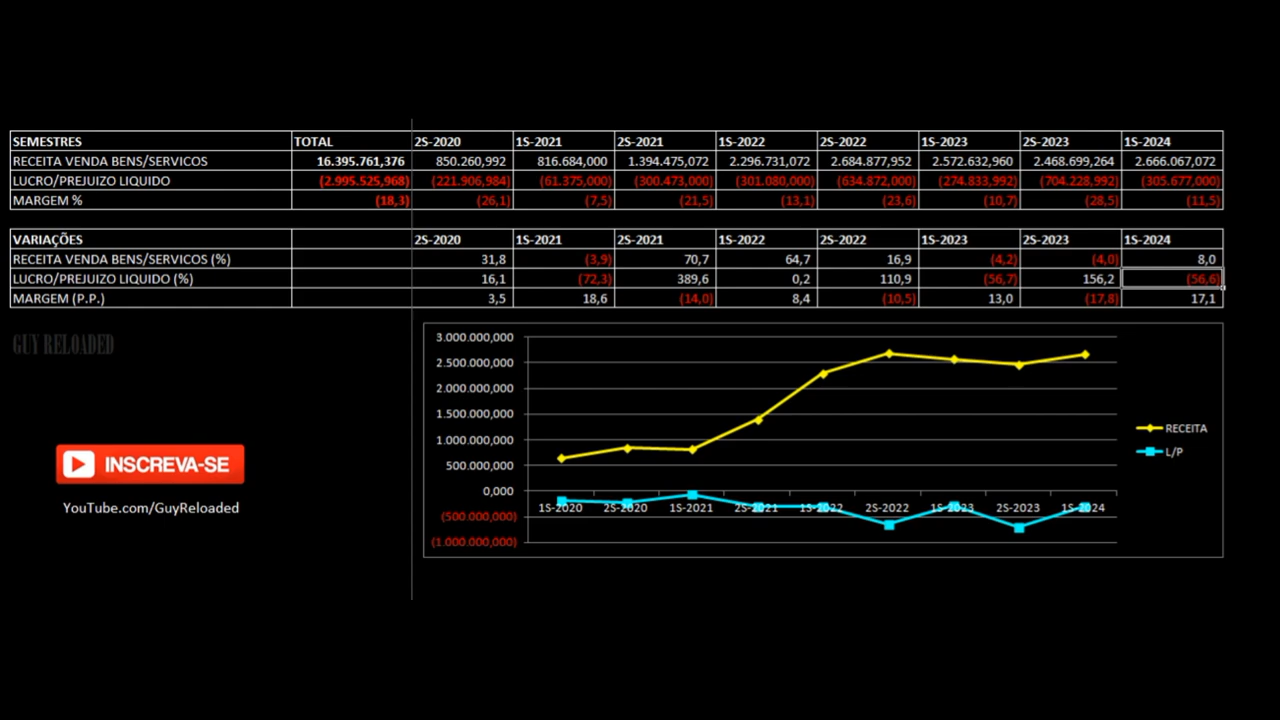 SEMESTRES TOTAL 2S-2020 1S-2021 2S-2021 1S-2022 2S-2022 1S-2023 2S-2023 1S-2024
RECEITA VENDA BENS/SERVICOS 16.395.761,376 850.260,992 816.684,000 1.394.475,072 2.296.731,072 2.684.877,952 2.572.632,960 2.468.699,264 2.666.067,072
LUCRO/PREJUIZO LIQUIDO (2.995.525,968) (221.906,984) (61.375,000) (300.473,000) (301.080,000) (634.872,000) (274.833,992) (704.228,992) (305.677,000)
MARGEM % (18,3) (26,1) (7,5) (21,5) (13,1) (23,6) (10,7) (28,5) (11,5)
VARIAÇÕES 2S-2020 1S-2021 2S-2021 1S-2022 2S-2022 1S-2023 2S-2023 1S-2024
RECEITA VENDA BENS/SERVICOS (%) 31,8 (3,9) 70,7 64,7 16,9 (4,2) (4,0) 8,0
LUCRO/PREJUIZO LIQUIDO (%) 16,1 (72,3) 389,6 0,2 110,9 (56,7) 156,2 (56,6)
MARGEM (P.P.) 3,5 18,6 (14,0) 8,4 (10,5) 13,0 (17,8) 17,1
GUY RELOADED
INSCREVA-SE
YouTube.com/GuyReloaded
3.000.000,000
2.500.000,000
2.000.000,000
1.500.000,000
1.000.000,000
500.000,000
0,000
(500.000,000)
(1.000.000,000)
1S-2020 2S-2020 1S-2021 2S-2021 1S-2022 2S-2022 1S-2023 2S-2023 1S-2024
RECEITA
L/P